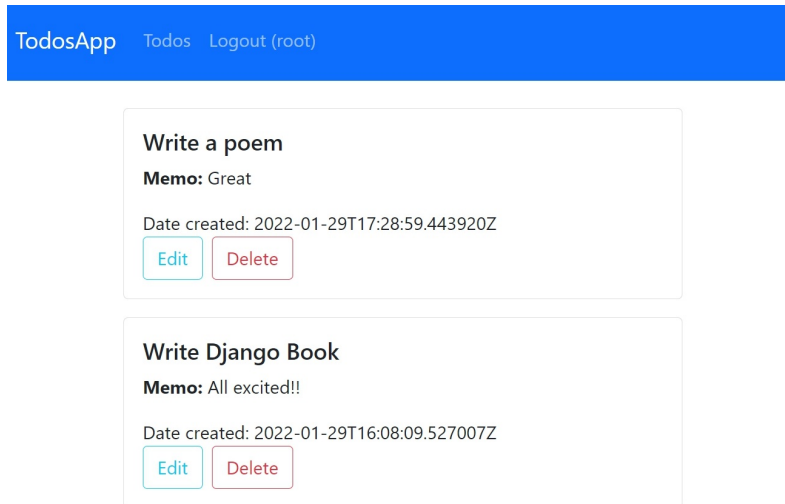 TodosApp Todos Logout (root)
Write a poem
Memo: Great
Date created: 2022-01-29T17:28:59.443920Z
Edit Delete
Write Django Book
Memo: All excited!!
Date created: 2022-01-29T16:08:09.527007Z
Edit Delete